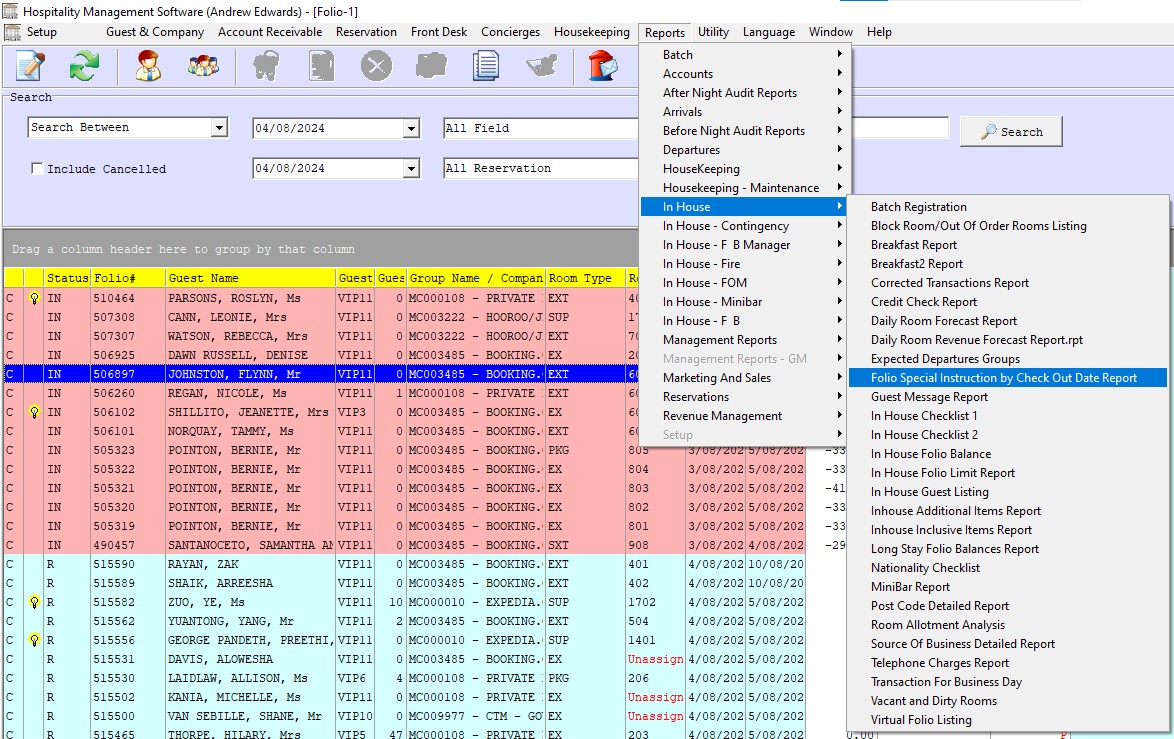 Hospitality Management Software (Andrew Edwards) - [Folio-1]
Setup Guest & Company Account Receivable Reservation Front Desk Concierges Housekeeping Reports Utility Language Window Help
Search
Search Between 04/08/2024 All Field Search
Include Cancelled 04/08/2024 All Reservation
Batch
Accounts
After Night Audit Reports
Arrivals
Before Night Audit Reports
Departures
HouseKeeping
Housekeeping - Maintenance
In House
In House - Contingency
In House - F B Manager
In House - Fire
In House - FOM
In House - Minibar
In House - F B
Management Reports
Management Reports - GM
Marketing And Sales
Reservations
Revenue Management
Setup
Batch Registration
Block Room/Out Of Order Rooms Listing
Breakfast Report
Breakfast2 Report
Corrected Transactions Report
Credit Check Report
Daily Room Forecast Report
Daily Room Revenue Forecast Report.rpt
Expected Departures Groups
Folio Special Instruction by Check Out Date Report
Guest Message Report
In House Checklist 1
In House Checklist 2
In House Folio Balance
In House Folio Limit Report
In House Guest Listing
Inhouse Additional Items Report
Inhouse Inclusive Items Report
Long Stay Folio Balances Report
Nationality Checklist
MiniBar Report
Post Code Detailed Report
Room Allotment Analysis
Source Of Business Detailed Report
Telephone Charges Report
Transaction For Business Day
Vacant and Dirty Rooms
Virtual Folio Listing
Drag a column header here to group by that column
Status Folio# Guest Name Guest Gues Group Name / Compan Room Type
C IN 510464 PARSONS, ROSLYN, Ms VIP11 0 MC000108 - PRIVATE EXT
C IN 507308 CANN, LEONIE, Mrs VIP11 0 MC003222 - HOOROO/J SUP
C IN 507307 WATSON, REBECCA, Mrs VIP11 0 MC003222 - HOOROO/J EXT
C IN 506925 DAWN RUSSELL, DENISE VIP11 0 MC003485 - BOOKING. EX
C IN 506897 JOHNSTON, FLYNN, Mr VIP11 0 MC003485 - BOOKING. EXT
C IN 506260 REGAN, NICOLE, Ms VIP11 1 MC000108 - PRIVATE EXT
C IN 506102 SHILLITO, JEANETTE, Mrs VIP3 0 MC003485 - BOOKING. EX
C IN 506101 NORQUAY, TAMMY, Ms VIP11 0 MC003485 - BOOKING. EX
C IN 505323 POINTON, BERNIE, Mr VIP11 0 MC003485 - BOOKING. PKG 805 3/08/202 5/08/202 -33
C IN 505322 POINTON, BERNIE, Mr VIP11 0 MC003485 - BOOKING. EX 804 3/08/202 5/08/202 -33
C IN 505321 POINTON, BERNIE, Mr VIP11 0 MC003485 - BOOKING. EX 803 3/08/202 5/08/202 -41
C IN 505320 POINTON, BERNIE, Mr VIP11 0 MC003485 - BOOKING. EX 802 3/08/202 5/08/202 -33
C IN 505319 POINTON, BERNIE, Mr VIP11 0 MC003485 - BOOKING. EX 801 3/08/202 5/08/202 -33
C IN 490457 SANTANOCETO, SAMANTHA AN VIP11 0 MC003485 - BOOKING. SXT 908 3/08/202 4/08/202 -29
C R 515590 RAYAN, ZAK VIP11 0 MC003485 - BOOKING. EXT 401 4/08/202 10/08/20
C R 515589 SHAIK, ARREESHA VIP11 0 MC003485 - BOOKING. EXT 402 4/08/202 10/08/20
C R 515582 ZUO, YE, Ms VIP11 10 MC000010 - EXPEDIA. SUP 1702 4/08/202 5/08/202
C R 515562 YUANTONG, YANG, Mr VIP11 2 MC003485 - BOOKING. EXT 504 4/08/202 5/08/202
C R 515556 GEORGE PANDETH, PREETHI, VIP11 0 MC000010 - EXPEDIA. SUP 1401 4/08/202 5/08/202
C R 515531 DAVIS, ALOWESHA VIP11 0 MC003485 - BOOKING. EX Unassign 4/08/202 5/08/202
C R 515530 LAIDLAW, ALLISON, Ms VIP6 4 MC000108 - PRIVATE PKG 206 4/08/202 5/08/202
C R 515502 KANIA, MICHELLE, Ms VIP11 0 MC000108 - PRIVATE EX Unassign 4/08/202 5/08/202
C R 515500 VAN SEBILLE, SHANE, Mr VIP10 0 MC009977 - CTM - GO EX Unassign 4/08/202 5/08/202
C R 515465 THORPE, HILARY, Mrs VIP5 47 MC000108 - PRIVATE EX 203 4/08/202 5/08/202 0.00